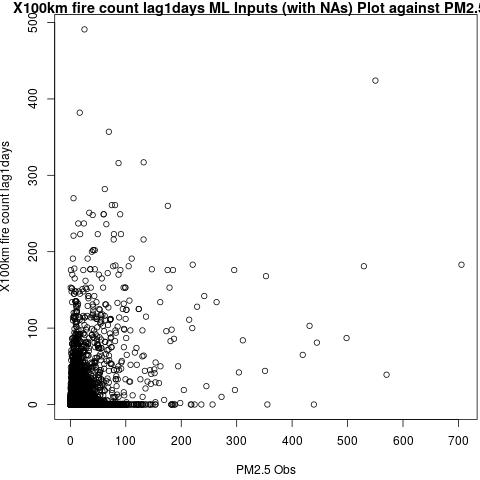 X100km fire count lag1days ML Inputs (with NAs) Plot against PM2.5
X100km fire count lag1days
500
400
300
200
100
0
0 100 200 300 400 500 600 700
PM2.5 Obs